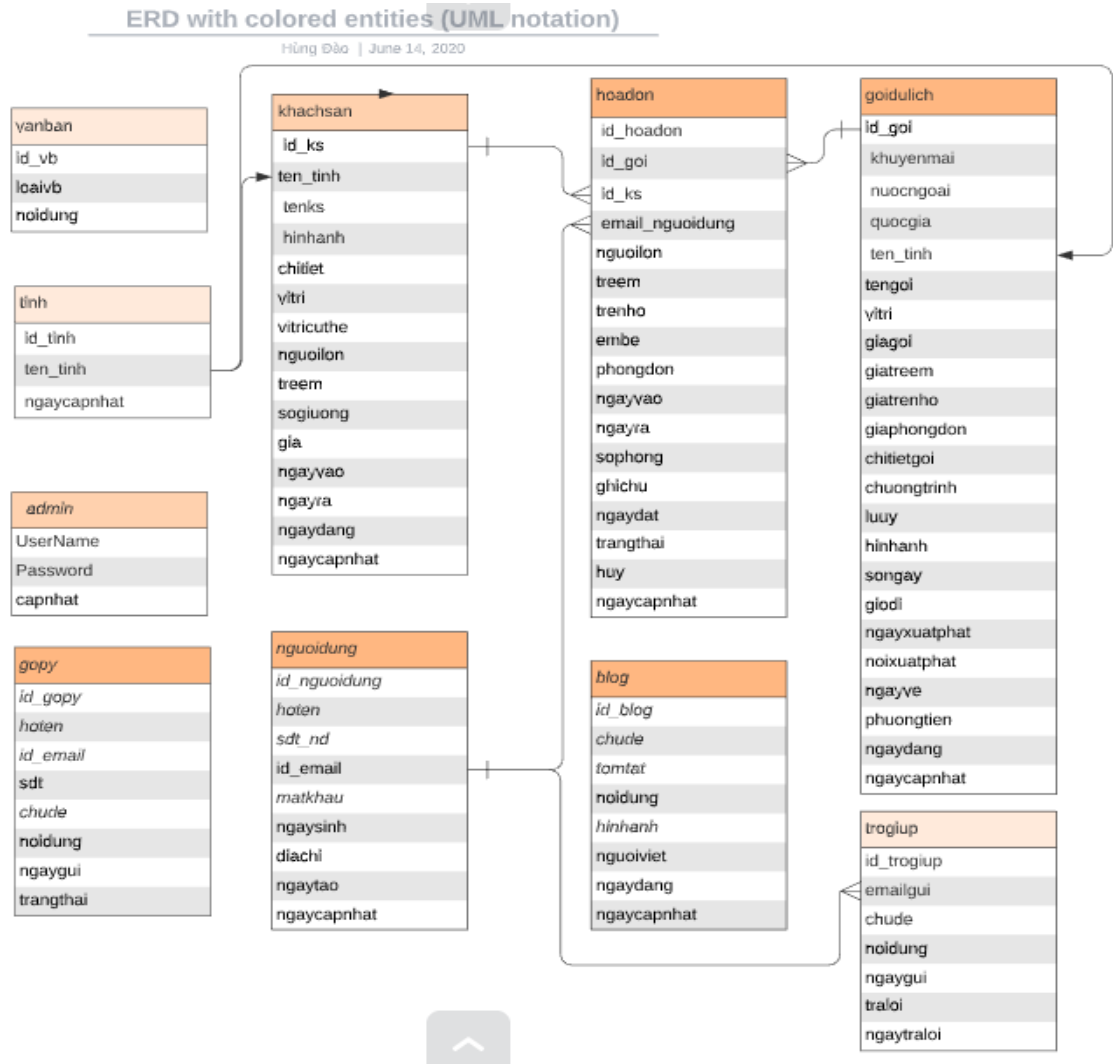 ERD with colored entities (UML notation)
Hùng Đào | June 14, 2020
vanban
id_vb
loaivb
noidung
tỉnh
id_tỉnh
ten_tinh
ngaycapnhat
admin
UserName
Password
capnhat
gopy
id_gopy
hoten
id_email
sdt
chude
noidung
ngaygui
trangthai
khachsan
id_ks
ten_tinh
tenks
hinhanh
chitiet
vitri
vitricuthe
nguoilon
treem
sogiuong
gia
ngayvao
ngayra
ngaydang
ngaycapnhat
nguoidung
id_nguoidung
hoten
sdt_nd
id_email
matkhau
ngaysinh
diachi
ngaytao
ngaycapnhat
hoadon
id_hoadon
id_goi
id_ks
email_nguoidung
nguoilon
treem
trenho
embe
phongdon
ngayvao
ngayra
sophong
ghichu
ngaydat
trangthai
huy
ngaycapnhat
blog
id_blog
chude
tomtat
noidung
hinhanh
nguoiviet
ngaydang
ngaycapnhat
goidulich
id_goi
khuyenmai
nuocngoai
quocgia
ten_tinh
tengoi
vitri
giagoi
giatreem
giatrenho
giaphongdon
chitietgoi
chuongtrinh
luuy
hinhanh
songay
giodi
ngayxuatphat
noixuatphat
ngayve
phuongtien
ngaydang
ngaycapnhat
trogiup
id_trogiup
emailgui
chude
noidung
ngaygui
traloi
ngaytraloi